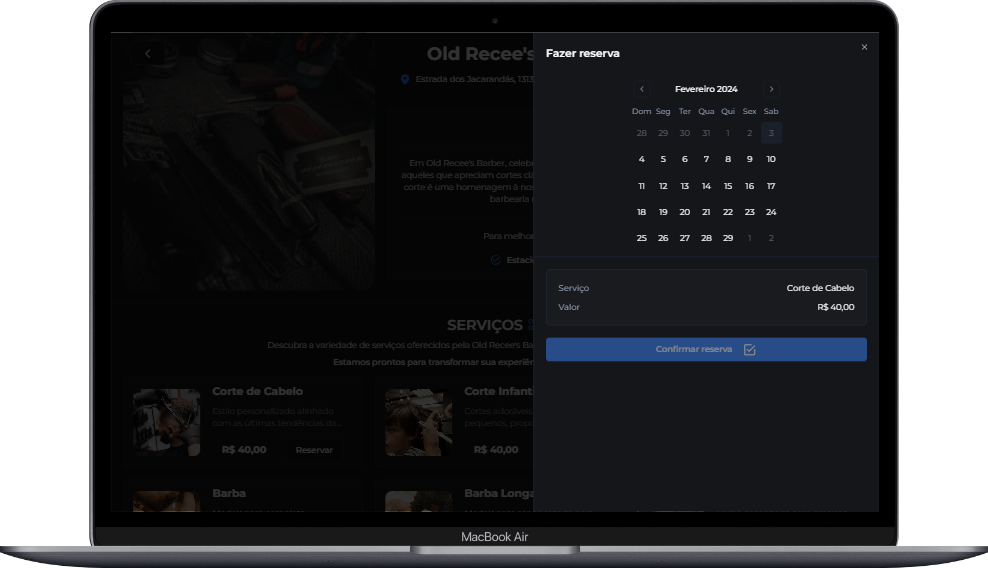 Old Recee's
Estrada dos Jacarandás, 1313
Em Old Recee's Barber, celeb
aqueles que apreciam cortes clá
corte é uma homenagem à nos
barbearia
Para melhor
Estaci
SERVIÇOS
Descubra a variedade de serviços oferecidos pela Old Recee's Ba
Estamos prontos para transformar sua experiên
Corte de Cabelo
Estilo personalizado alinhado
com as últimas tendências da...
R$ 40,00 Reservar
Corte Infant
Cortes adoráveis
pequenos, propo
R$ 40,00
Barba
Barba Longa
Fazer reserva
×
Fevereiro 2024
Dom Seg Ter Qua Qui Sex Sab
28 29 30 31 1 2 3
4 5 6 7 8 9 10
11 12 13 14 15 16 17
18 19 20 21 22 23 24
25 26 27 28 29 1 2
Serviço Corte de Cabelo
Valor R$ 40,00
Confirmar reserva
MacBook Air